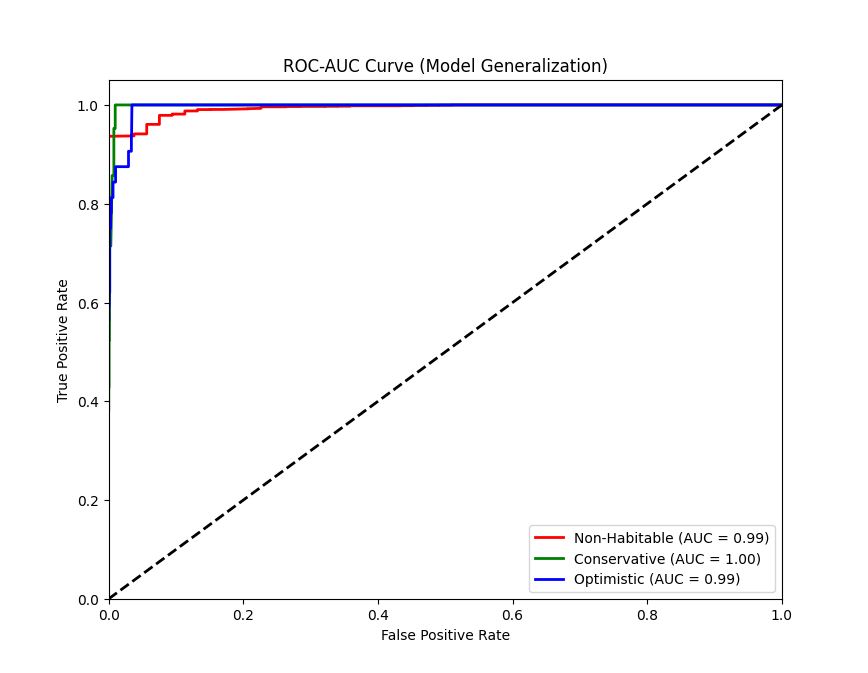 ROC-AUC Curve (Model Generalization)
True Positive Rate
1.0
0.8
0.6
0.4
0.2
0.0
0.0 0.2 0.4 0.6 0.8 1.0
False Positive Rate
Non-Habitable (AUC = 0.99)
Conservative (AUC = 1.00)
Optimistic (AUC = 0.99)